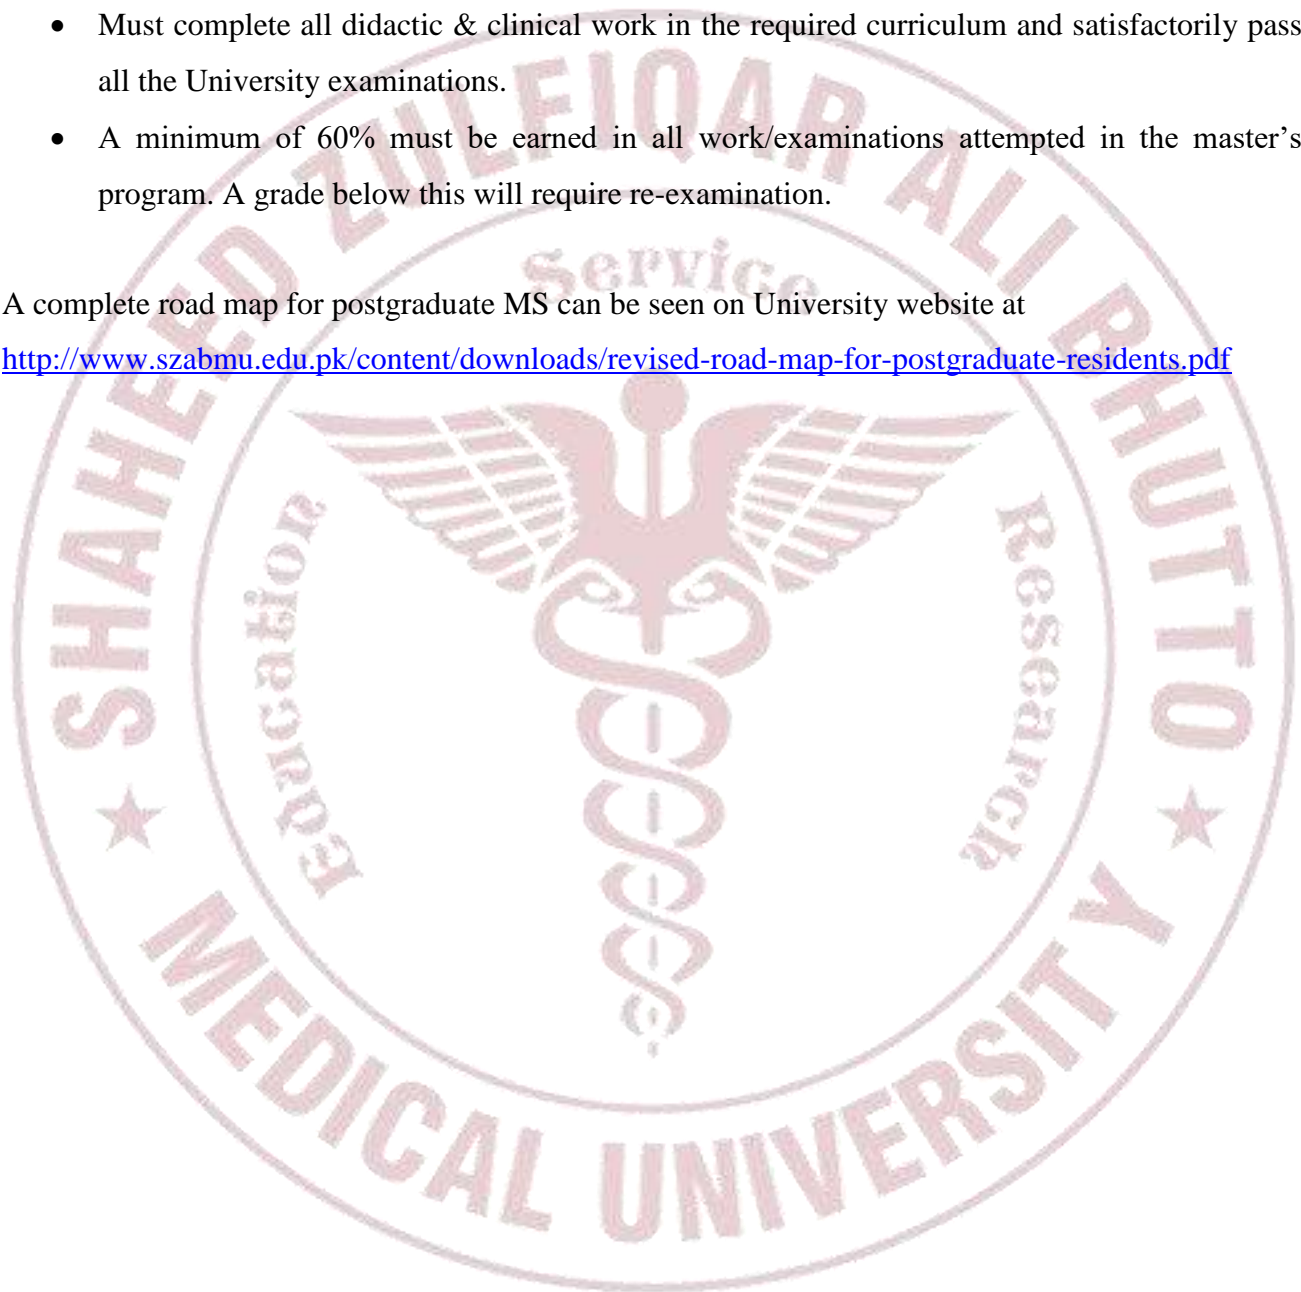 • Must complete all didactic & clinical work in the required curriculum and satisfactorily pass
all the University examinations.
• A minimum of 60% must be earned in all work/examinations attempted in the master’s
program. A grade below this will require re-examination.
A complete road map for postgraduate MS can be seen on University website at
http://www.szabmu.edu.pk/content/downloads/revised-road-map-for-postgraduate-residents.pdf
SHAHEED ZULFIQAR ALI BHUTTO
Service
Education
Research
★ MEDICAL UNIVERSITY ★